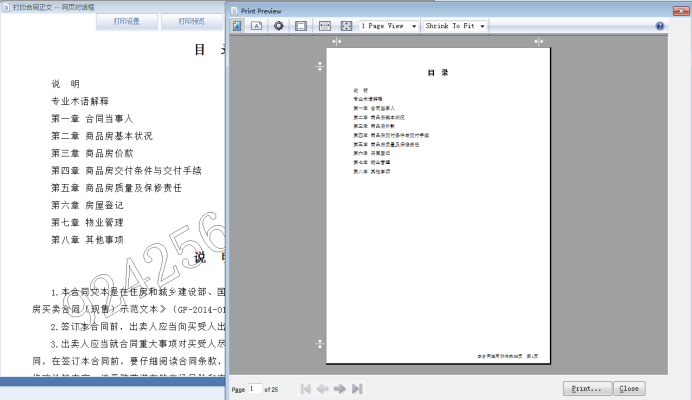 打印合同正文 -- 网页对话框
打印设置
打印预览
目 录
说 明
专业术语解释
第一章 合同当事人
第二章 商品房基本状况
第三章 商品房价款
第四章 商品房交付条件与交付手续
第五章 商品房质量及保修责任
第六章 房屋登记
第七章 物业管理
第八章 其他事项
924256
说 明
1.本合同文本是在住房和城乡建设部、国
房买卖合同（现售）示范文本》（GF-2014-01
2.签订本合同前，出卖人应当向买受人出
3.出卖人应当就合同重大事项对买受人尽
同，在签订本合同前，要仔细阅读合同条款，
Print Preview
1 Page View
Shrink To Fit
目 录
说 明
专业术语解释
第一章 合同当事人
第二章 商品房基本状况
第三章 商品房价款
第四章 商品房交付条件与交付手续
第五章 商品房质量及保修责任
第六章 房屋登记
第七章 物业管理
第八章 其他事项
Page 1 of 25
Print...
Close